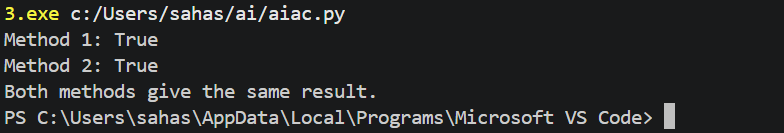 3.exe c:/Users/sahas/ai/aiac.py
Method 1: True
Method 2: True
Both methods give the same result.
PS C:\Users\sahas\AppData\Local\Programs\Microsoft VS Code>